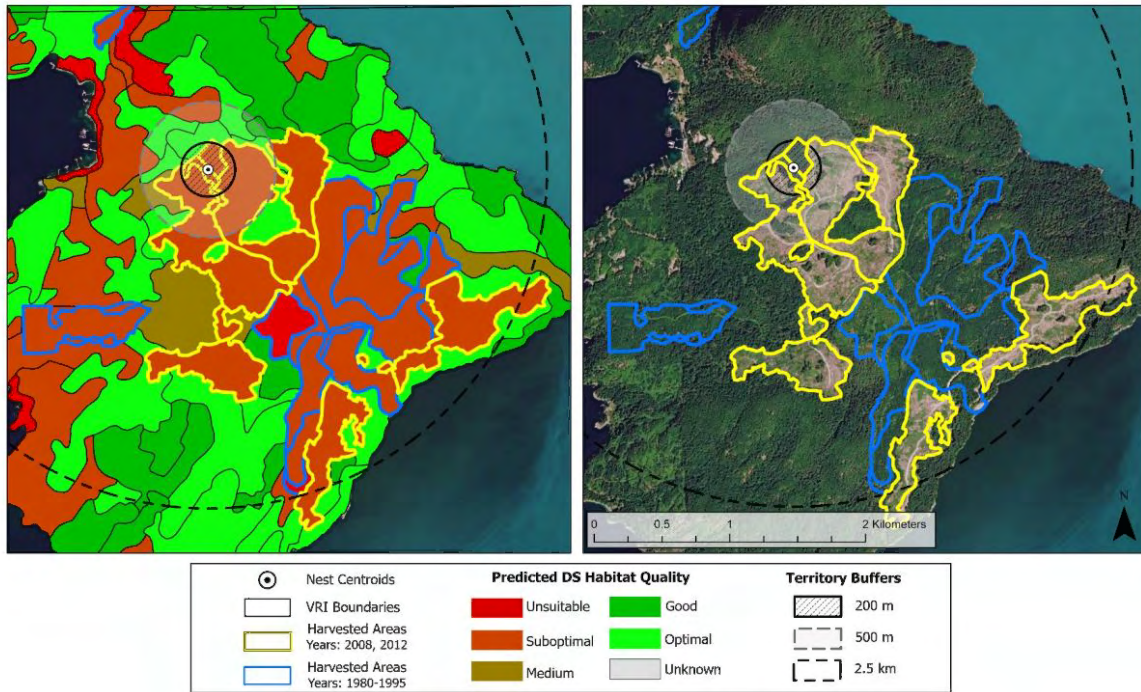 0 0.5 1 2 Kilometers
N
Predicted DS Habitat Quality
Territory Buffers
Nest Centroids
VRI Boundaries
Harvested Areas
Years: 2008, 2012
Harvested Areas
Years: 1980-1995
Unsuitable
Suboptimal
Medium
Good
Optimal
Unknown
200 m
500 m
2.5 km